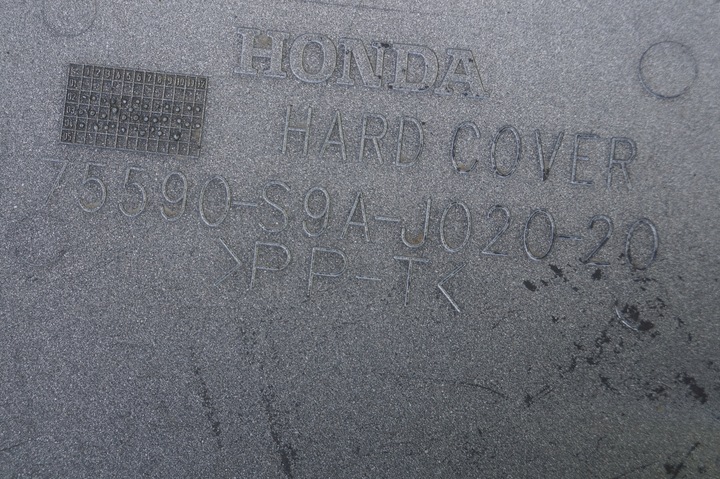 HONDA
HARD COVER
75590-S9A-J020-20
>PP-T<